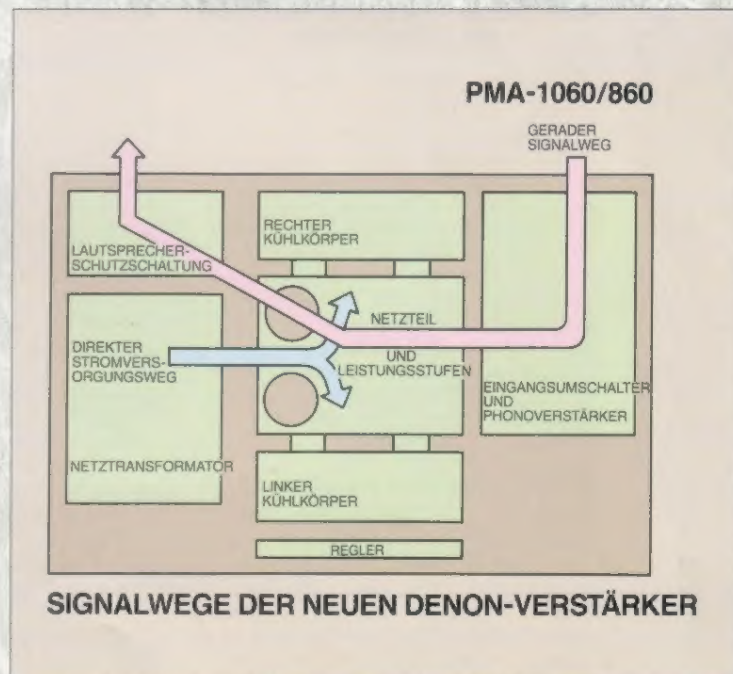 PMA-1060/860
GERADER
SIGNALWEG
RECHTER
KÜHLKÖRPER
LAUTSPRECHER-
SCHUTZSCHALTUNG
NETZTEIL
UND
LEISTUNGSSTUFEN
DIREKTER
STROMVERS-
ORGUNGSWEG
EINGANGSUMSCHALTER
UND
PHONOVERSTÄRKER
NETZTRANSFORMATOR
LINKER
KÜHLKÖRPER
REGLER
SIGNALWEGE DER NEUEN DENON-VERSTÄRKER